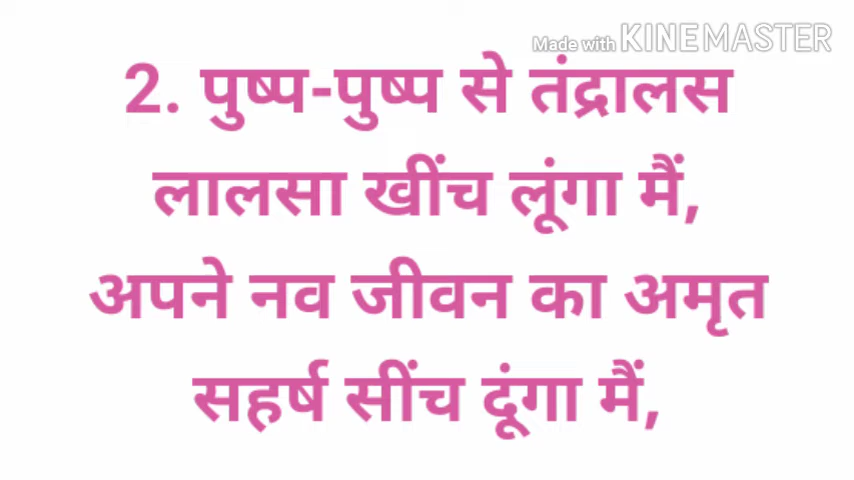 Made with KINEMASTER
2. पुष्प-पुष्प से तंद्रालस
लालसा खींच लूंगा मैं,
अपने नव जीवन का अमृत
सहर्ष सींच दूंगा मैं,